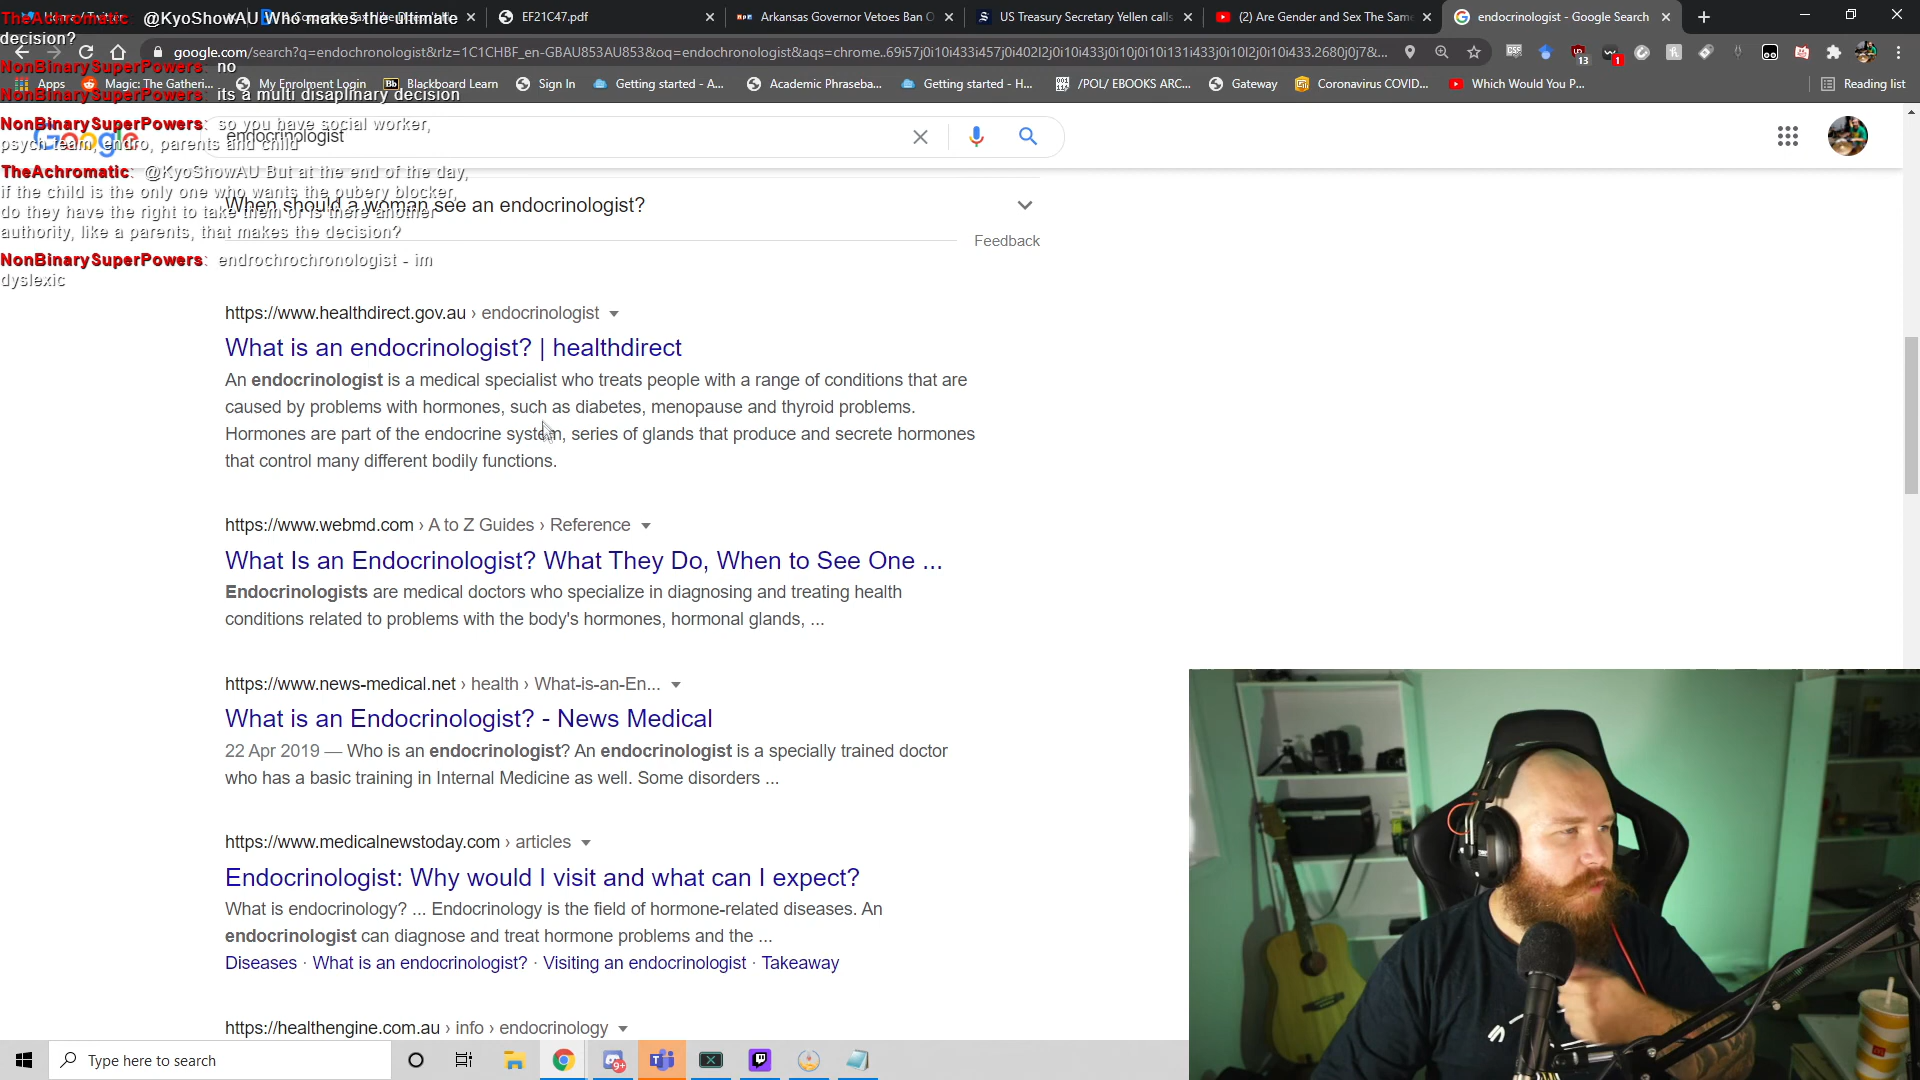 EF21C47.pdf
Arkansas Governor Vetoes Ban O
US Treasury Secretary Yellen calls
(2) Are Gender and Sex The Same
endocrinologist - Google Search
TheAchromatic: @KyoShowAU Who makes the ultimate
decision?
google.com/search?q=endochronologist&rlz=1C1CHBF_en-GBAU853AU853&oq=endochronologist&aqs=chrome..69i57j0i10i433i457j0i402l2j0i10i433j0i10j0i10i131i433j0i10l2j0i10i433.2680j0j7&...
13
1
NonBinarySuperPowers: no
Apps
Magic: The Gatheri...
My Enrolment Login
Blackboard Learn
Sign In
Getting started - A...
Academic Phraseba...
Getting started - H...
/POL/ EBOOKS ARC...
Gateway
Coronavirus COVID...
Which Would You P...
Reading list
NonBinarySuperPowers: its a multi disaplinary decision
NonBinarySuperPowers: so you have social worker,
psych team, endro, parents and child
Google
endocrinologist
TheAchromatic: @KyoShowAU But at the end of the day,
if the child is the only one who wants the pubery blocker,
do they have the right to take them or is there another
authority, like a parents, that makes the decision?
When should a woman see an endocrinologist?
Feedback
NonBinarySuperPowers: endrochrochronologist - im
dyslexic
https://www.healthdirect.gov.au › endocrinologist
What is an endocrinologist? | healthdirect
An endocrinologist is a medical specialist who treats people with a range of conditions that are
caused by problems with hormones, such as diabetes, menopause and thyroid problems.
Hormones are part of the endocrine system, series of glands that produce and secrete hormones
that control many different bodily functions.
https://www.webmd.com › A to Z Guides › Reference
What Is an Endocrinologist? What They Do, When to See One ...
Endocrinologists are medical doctors who specialize in diagnosing and treating health
conditions related to problems with the body's hormones, hormonal glands, ...
https://www.news-medical.net › health › What-is-an-En...
What is an Endocrinologist? - News Medical
22 Apr 2019 — Who is an endocrinologist? An endocrinologist is a specially trained doctor
who has a basic training in Internal Medicine as well. Some disorders ...
https://www.medicalnewstoday.com › articles
Endocrinologist: Why would I visit and what can I expect?
What is endocrinology? ... Endocrinology is the field of hormone-related diseases. An
endocrinologist can diagnose and treat hormone problems and the ...
Diseases · What is an endocrinologist? · Visiting an endocrinologist · Takeaway
https://healthengine.com.au › info › endocrinology
Type here to search